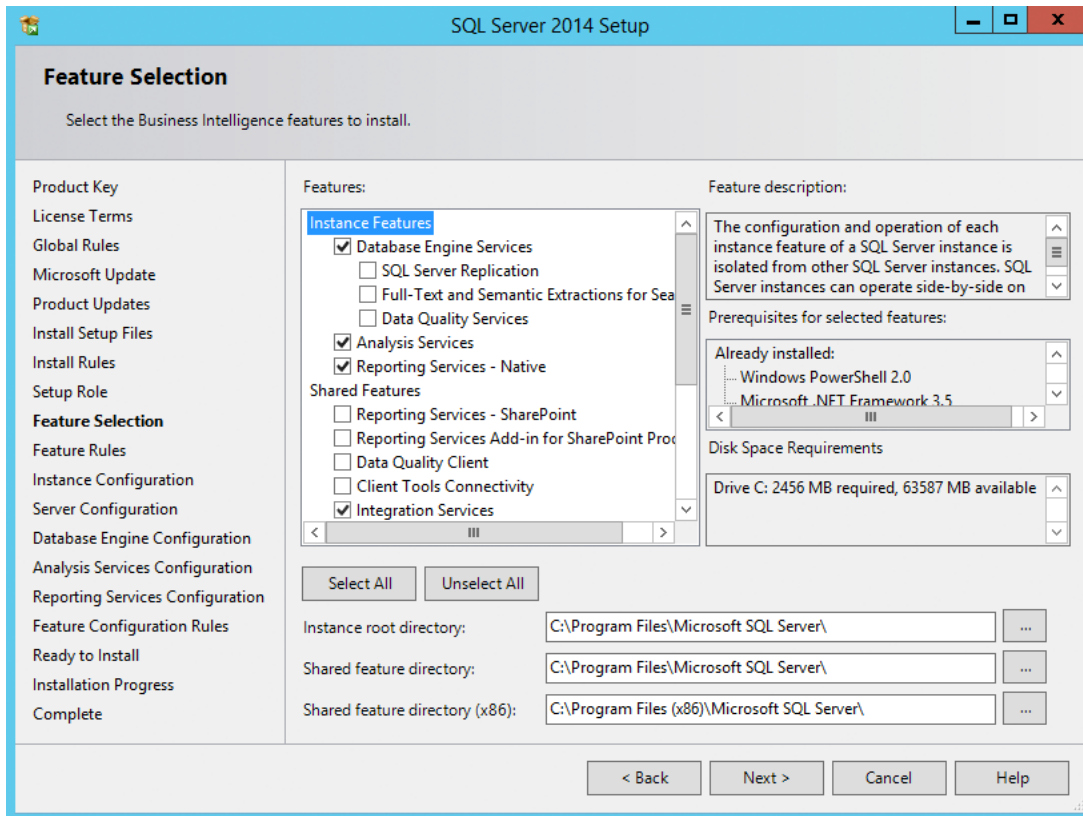 SQL Server 2014 Setup
Feature Selection
Select the Business Intelligence features to install.
Product Key
License Terms
Global Rules
Microsoft Update
Product Updates
Install Setup Files
Install Rules
Setup Role
Feature Selection
Feature Rules
Instance Configuration
Server Configuration
Database Engine Configuration
Analysis Services Configuration
Reporting Services Configuration
Feature Configuration Rules
Ready to Install
Installation Progress
Complete
Features:
Instance Features
Database Engine Services
SQL Server Replication
Full-Text and Semantic Extractions for Sea
Data Quality Services
Analysis Services
Reporting Services - Native
Shared Features
Reporting Services - SharePoint
Reporting Services Add-in for SharePoint Proc
Data Quality Client
Client Tools Connectivity
Integration Services
Feature description:
The configuration and operation of each
instance feature of a SQL Server instance is
isolated from other SQL Server instances. SQL
Server instances can operate side-by-side on
Prerequisites for selected features:
Already installed:
Windows PowerShell 2.0
Microsoft .NET Framework 3.5
Disk Space Requirements
Drive C: 2456 MB required, 63587 MB available
Select All
Unselect All
Instance root directory:
C:\Program Files\Microsoft SQL Server\
...
Shared feature directory:
C:\Program Files\Microsoft SQL Server\
...
Shared feature directory (x86):
C:\Program Files (x86)\Microsoft SQL Server\
...
< Back
Next >
Cancel
Help